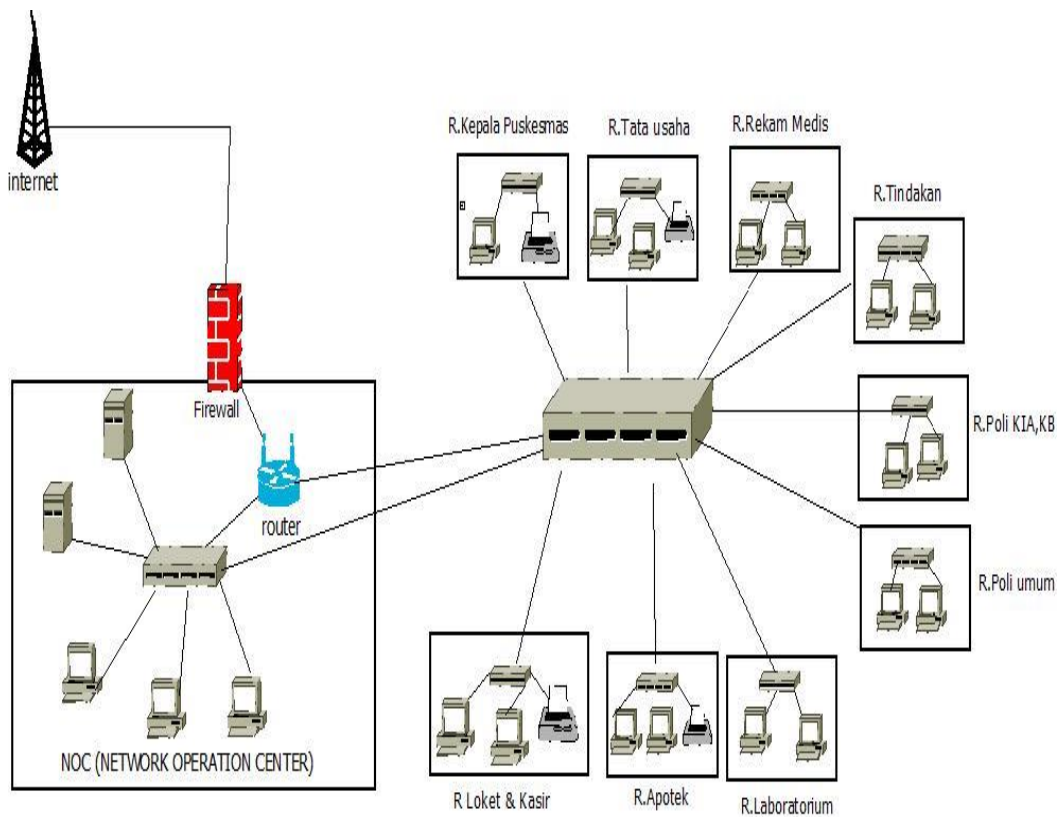 R.Kepala Puskesmas
R.Tata usaha
R.Rekam Medis
internet
R.Tindakan
Firewall
R.Poli KIA,KB
router
R.Poli umum
NOC (NETWORK OPERATION CENTER)
R Loket & Kasir
R.Apotek
R.Laboratorium